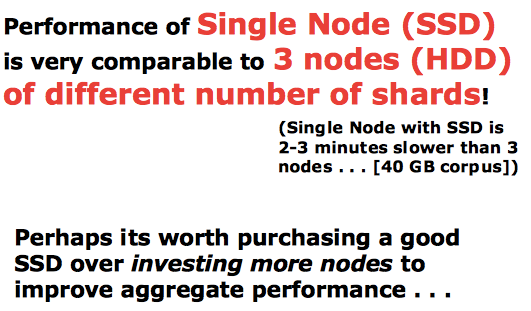 Performance of Single Node (SSD)
is very comparable to 3 nodes (HDD)
of different number of shards!
(Single Node with SSD is
2-3 minutes slower than 3
nodes . . . [40 GB corpus])
Perhaps its worth purchasing a good
SSD over investing more nodes to
improve aggregate performance . . .